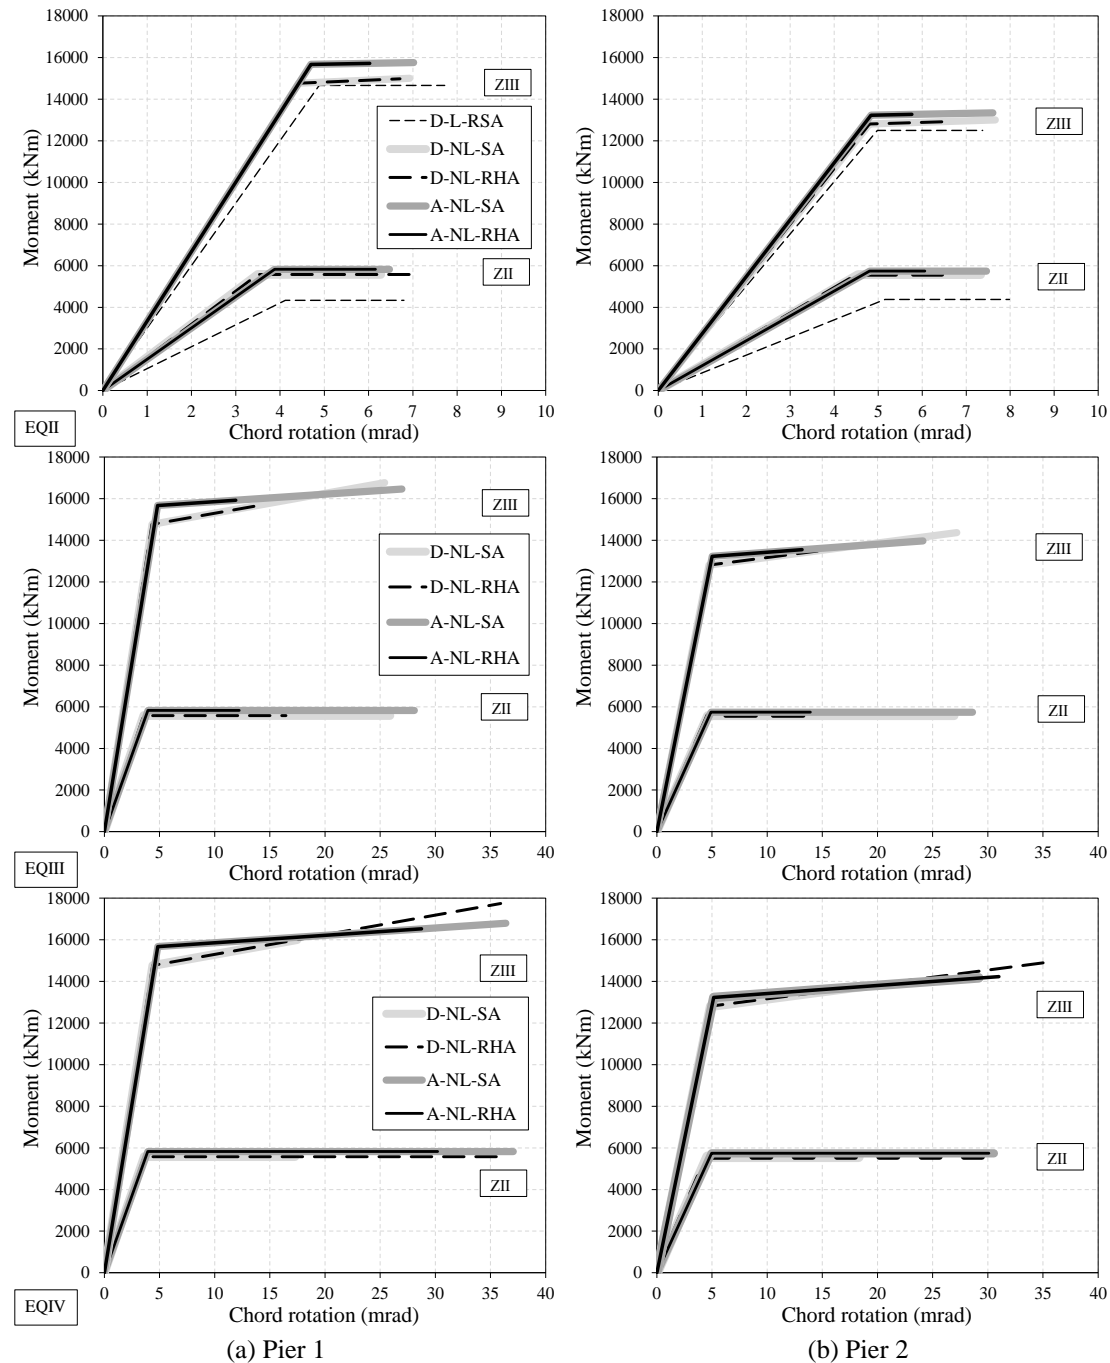 18000
16000
14000
12000
10000
8000
6000
4000
2000
0
Moment (kNm)
0 1 2 3 4 5 6 7 8 9 10
Chord rotation (mrad)
ZIII
D-L-RSA
D-NL-SA
D-NL-RHA
A-NL-SA
A-NL-RHA
ZII
EQII
18000
16000
14000
12000
10000
8000
6000
4000
2000
0
Moment (kNm)
0 1 2 3 4 5 6 7 8 9 10
Chord rotation (mrad)
ZIII
ZII
18000
16000
14000
12000
10000
8000
6000
4000
2000
0
Moment (kNm)
0 5 10 15 20 25 30 35 40
Chord rotation (mrad)
ZIII
D-NL-SA
D-NL-RHA
A-NL-SA
A-NL-RHA
ZII
EQIII
18000
16000
14000
12000
10000
8000
6000
4000
2000
0
Moment (kNm)
0 5 10 15 20 25 30 35 40
Chord rotation (mrad)
ZIII
ZII
18000
16000
14000
12000
10000
8000
6000
4000
2000
0
Moment (kNm)
0 5 10 15 20 25 30 35 40
Chord rotation (mrad)
ZIII
D-NL-SA
D-NL-RHA
A-NL-SA
A-NL-RHA
ZII
EQIV
18000
16000
14000
12000
10000
8000
6000
4000
2000
0
Moment (kNm)
0 5 10 15 20 25 30 35 40
Chord rotation (mrad)
ZIII
ZII
(a) Pier 1
(b) Pier 2